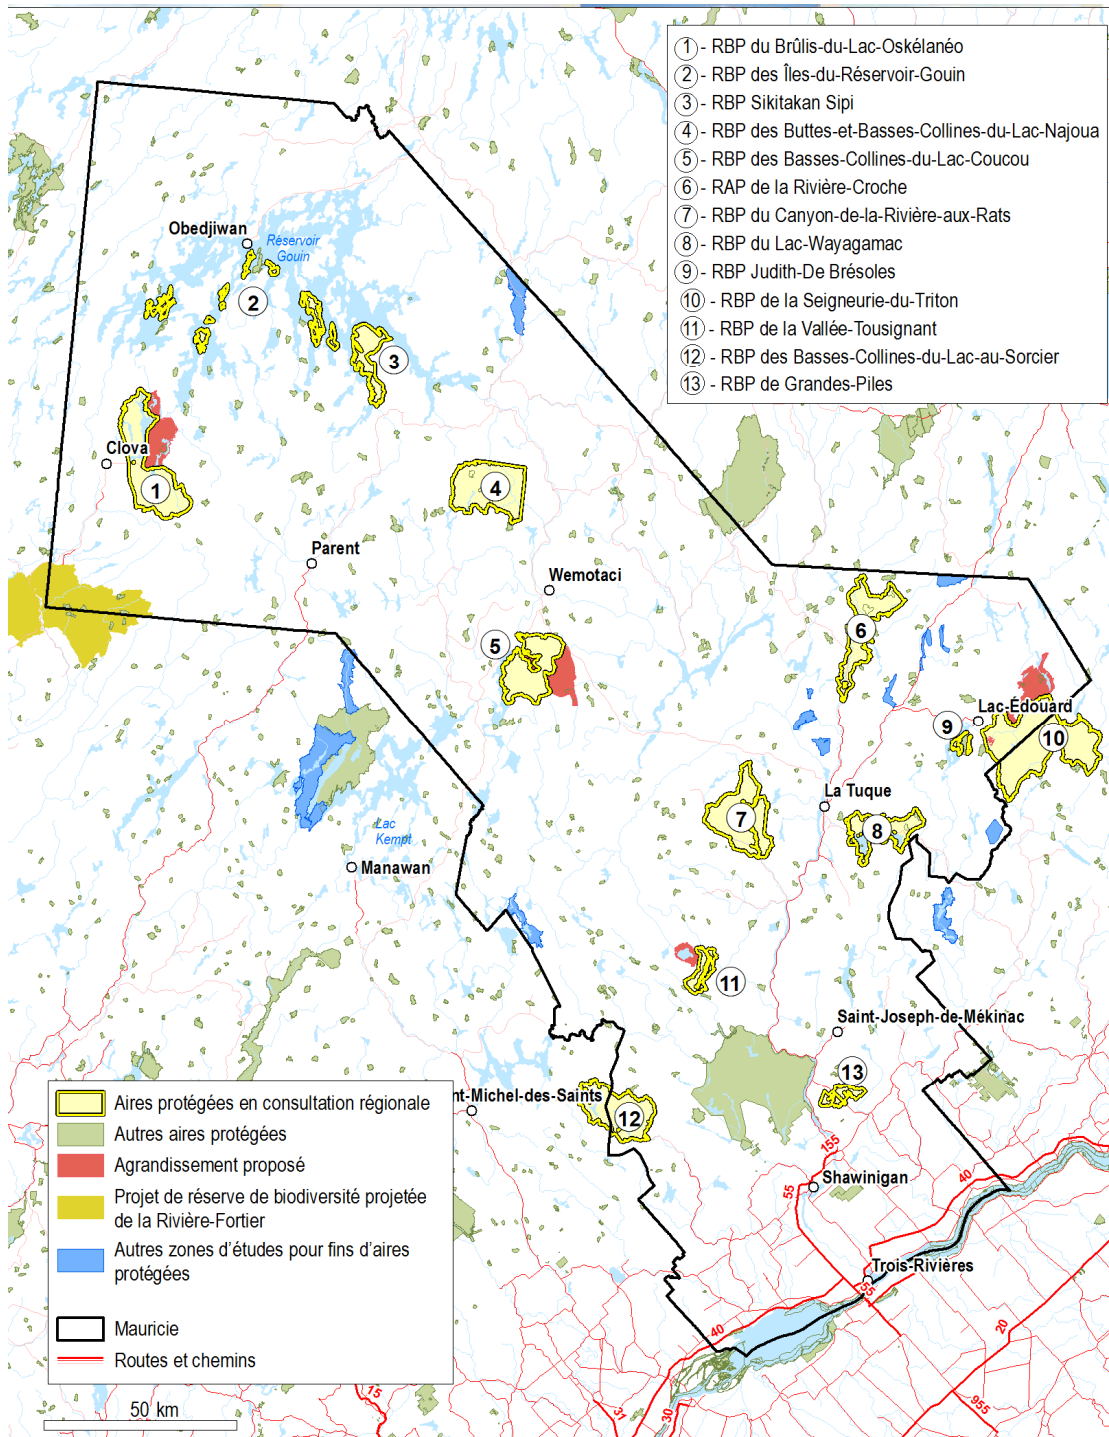 1 - RBP du Brûlis-du-Lac-Oskélanéo
2 - RBP des Îles-du-Réservoir-Gouin
3 - RBP Sikitakan Sipi
4 - RBP des Buttes-et-Basses-Collines-du-Lac-Najoua
5 - RBP des Basses-Collines-du-Lac-Coucou
6 - RAP de la Rivière-Croche
7 - RBP du Canyon-de-la-Rivière-aux-Rats
8 - RBP du Lac-Wayagamac
9 - RBP Judith-De Brésoles
10 - RBP de la Seigneurie-du-Triton
11 - RBP de la Vallée-Tousignant
12 - RBP des Basses-Collines-du-Lac-au-Sorcier
13 - RBP de Grandes-Piles
Obedjiwan
Réservoir
Gouin
2
3
Clova
1
4
Parent
Wemotaci
5
6
Lac-Édouard
9
10
La Tuque
7
8
Lac
Kempt
Manawan
11
Saint-Joseph-de-Mékinac
13
nt-Michel-des-Saints
12
155
55
Shawinigan
40
Trois-Rivières
55
40
20
15
31
30
955
Aires protégées en consultation régionale
Autres aires protégées
Agrandissement proposé
Projet de réserve de biodiversité projetée
de la Rivière-Fortier
Autres zones d'études pour fins d'aires
protégées
Mauricie
Routes et chemins
50 km